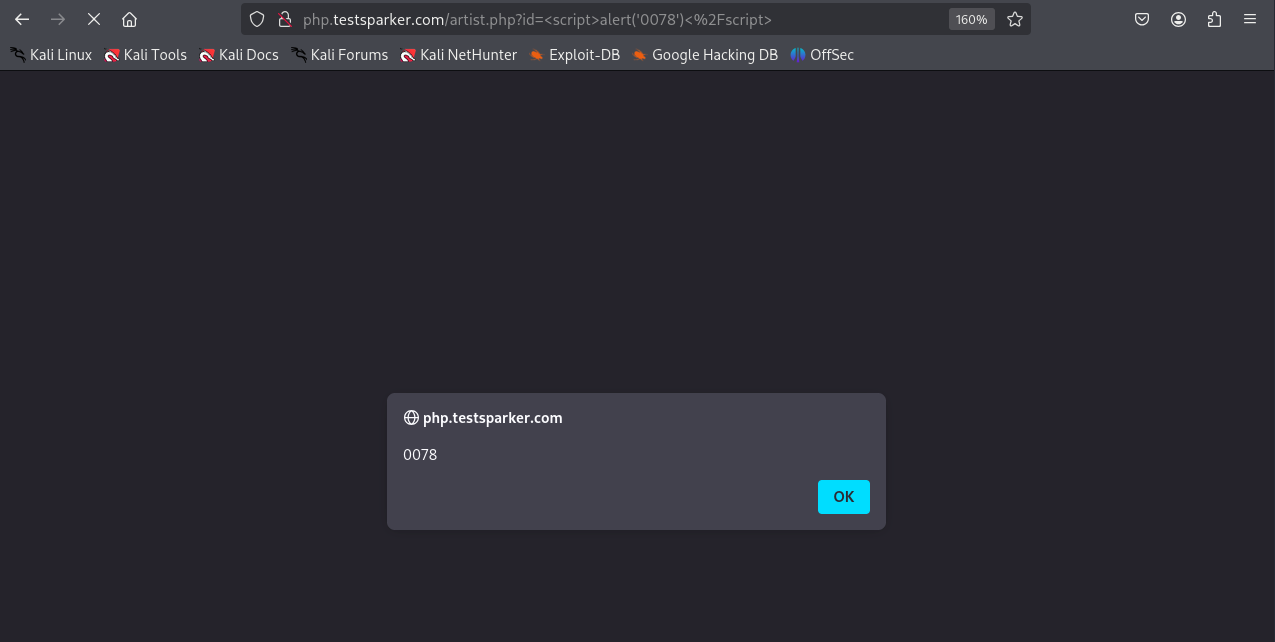 php.testsparker.com/artist.php?id=<script>alert('0078')<%2Fscript> 160%
Kali Linux Kali Tools Kali Docs Kali Forums Kali NetHunter Exploit-DB Google Hacking DB OffSec
php.testsparker.com
0078
OK